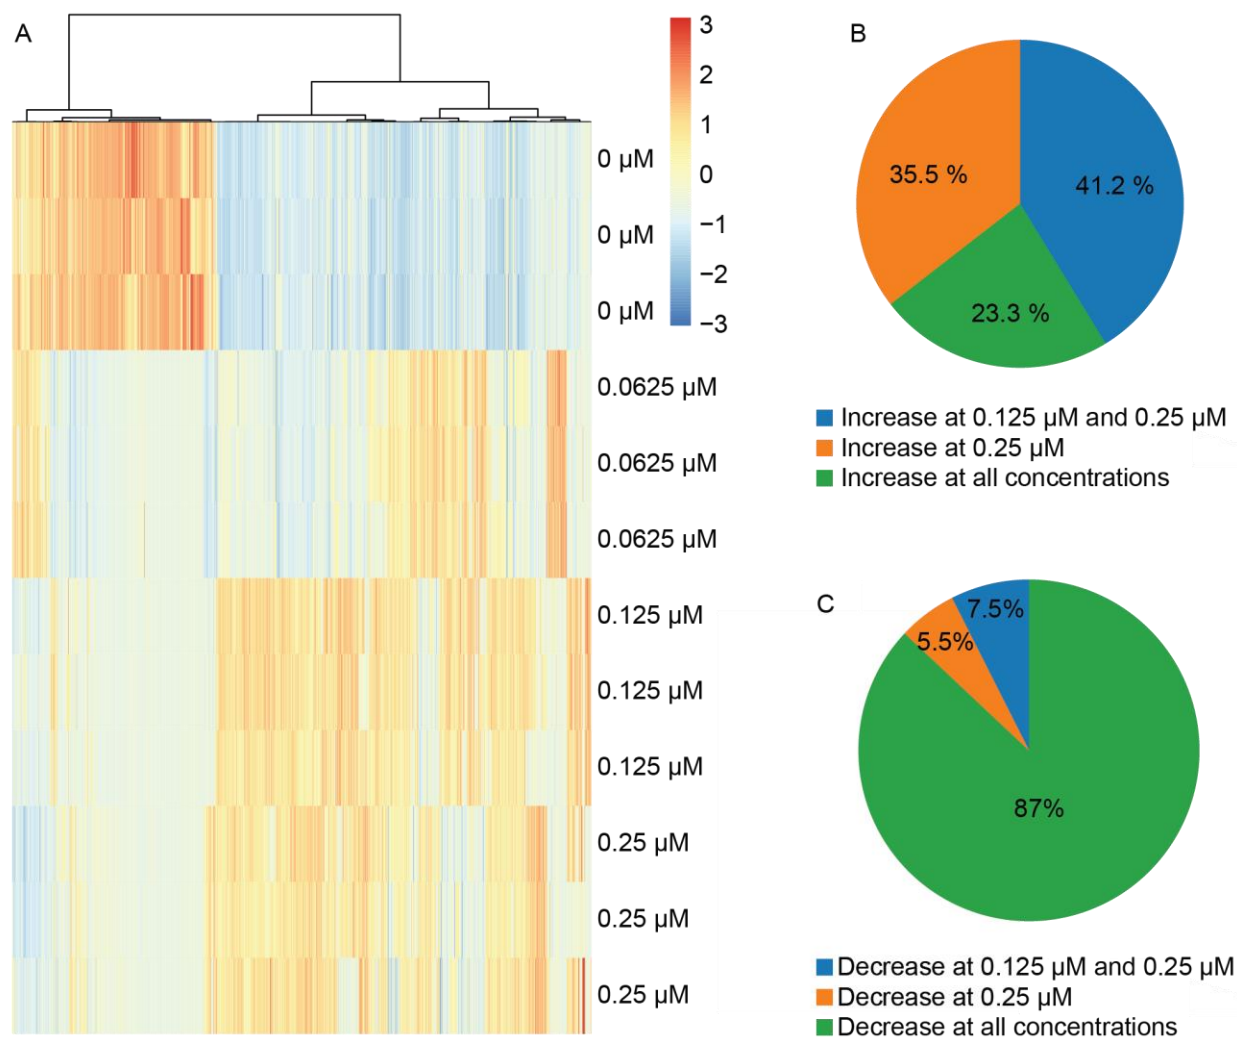 A
3
2
1
0
−1
−2
−3
0 µM
0 µM
0 µM
0.0625 µM
0.0625 µM
0.0625 µM
0.125 µM
0.125 µM
0.125 µM
0.25 µM
0.25 µM
0.25 µM
B
35.5 %
41.2 %
23.3 %
Increase at 0.125 µM and 0.25 µM
Increase at 0.25 µM
Increase at all concentrations
C
7.5%
5.5%
87%
Decrease at 0.125 µM and 0.25 µM
Decrease at 0.25 µM
Decrease at all concentrations